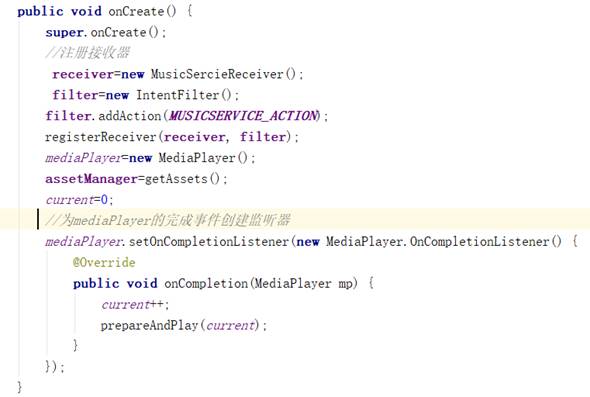 public void onCreate() {
super.onCreate();
//注册接收器
receiver=new MusicSercieReceiver();
filter=new IntentFilter();
filter.addAction(MUSICSERVICE_ACTION);
registerReceiver(receiver, filter);
mediaPlayer=new MediaPlayer();
assetManager=getAssets();
current=0;
//为mediaPlayer的完成事件创建监听器
mediaPlayer.setOnCompletionListener(new MediaPlayer.OnCompletionListener() {
@Override
public void onCompletion(MediaPlayer mp) {
current++;
prepareAndPlay(current);
}
});
}